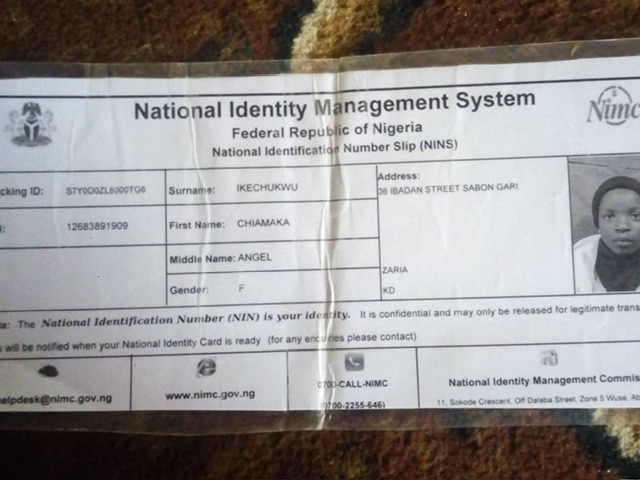 National Identity Management System
Federal Republic of Nigeria
National Identification Number Slip (NINS)
Nimc
cking ID: S7Y0O0ZL8000TG6
Surname: IKECHUKWU
Address:
36 IBADAN STREET SABON GARI
12683891909
First Name: CHIAMAKA
Middle Name: ANGEL
ZARIA
Gender: F
KD
The National Identification Number (NIN) is your identity. It is confidential and may only be released for legitimate trans
will be notified when your National Identity Card is ready (for any enquiries please contact)
helpdesk@nimc.gov.ng
www.nimc.gov.ng
0700-CALL-NIMC
(0700-2255-646)
National Identity Management Commis
11, Sokode Crescent, Off Dalaba Street, Zone 5 Wuse, Ab